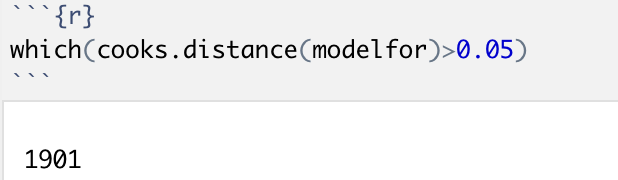 ```{r}
which(cooks.distance(modelfor)>0.05)
```
1901